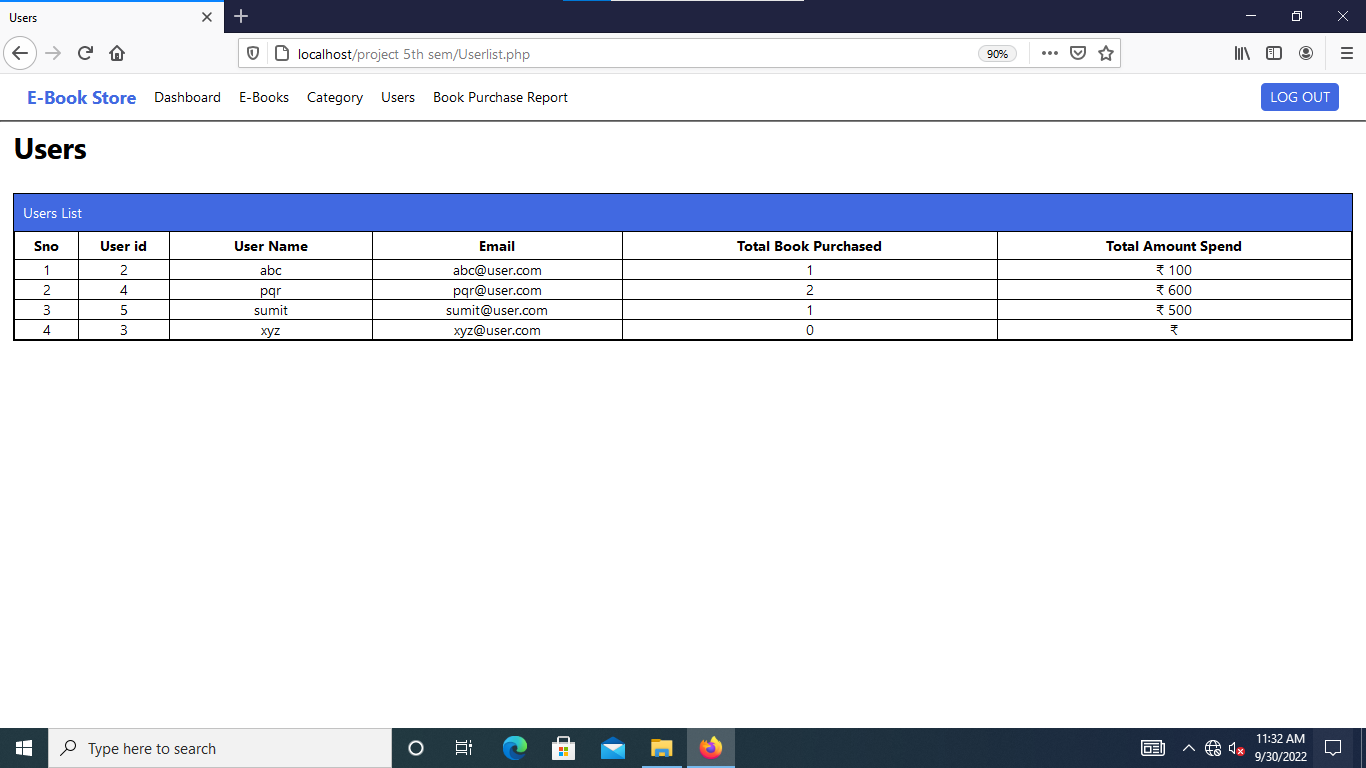 Users
localhost/project 5th sem/Userlist.php 90%
E-Book Store Dashboard E-Books Category Users Book Purchase Report LOG OUT
Users
Users List
Sno User id User Name Email Total Book Purchased Total Amount Spend
1 2 abc abc@user.com 1 ₹ 100
2 4 pqr pqr@user.com 2 ₹ 600
3 5 sumit sumit@user.com 1 ₹ 500
4 3 xyz xyz@user.com 0 ₹
Type here to search
11:32 AM
9/30/2022